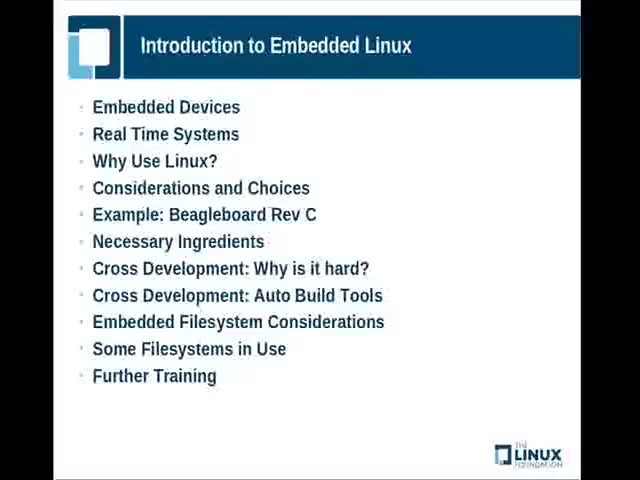 Introduction to Embedded Linux
Embedded Devices
Real Time Systems
Why Use Linux?
Considerations and Choices
Example: Beagleboard Rev C
Necessary Ingredients
Cross Development: Why is it hard?
Cross Development: Auto Build Tools
Embedded Filesystem Considerations
Some Filesystems in Use
Further Training
THE
LINUX
FOUNDATION